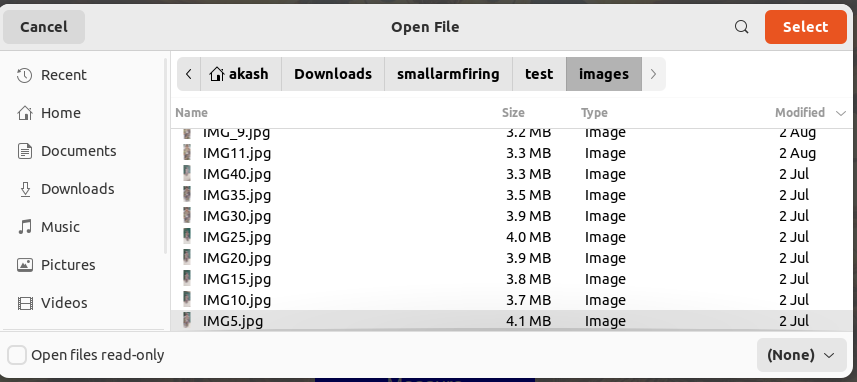 Cancel Open File Select
Recent
Home
Documents
Downloads
Music
Pictures
Videos
akash Downloads smallarmfiring test images
Name Size Type Modified
IMG_9.jpg 3.2 MB Image 2 Aug
IMG11.jpg 3.3 MB Image 2 Aug
IMG40.jpg 3.3 MB Image 2 Jul
IMG35.jpg 3.5 MB Image 2 Jul
IMG30.jpg 3.9 MB Image 2 Jul
IMG25.jpg 4.0 MB Image 2 Jul
IMG20.jpg 3.9 MB Image 2 Jul
IMG15.jpg 3.8 MB Image 2 Jul
IMG10.jpg 3.7 MB Image 2 Jul
IMG5.jpg 4.1 MB Image 2 Jul
Open files read-only (None)